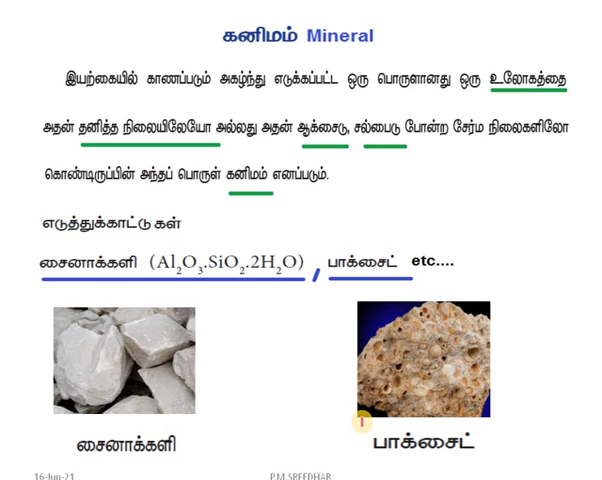 கனிமம் Mineral
இயற்கையில் காணப்படும் அகழ்ந்து எடுக்கப்பட்ட ஒரு பொருளானது ஒரு உலோகத்தை
அதன் தனித்த நிலையிலேயோ அல்லது அதன் ஆக்சைடு, சல்பைடு போன்ற சேர்ம நிலைகளிலோ
கொண்டிருப்பின் அந்தப் பொருள் கனிமம் எனப்படும்.
எடுத்துக்காட்டு கள்
சைனாக்களி (Al₂O₃.SiO₂.2H₂O) , பாக்சைட் etc....
சைனாக்களி
பாக்சைட்
16-Jun-21 P.M.SREEDHAR